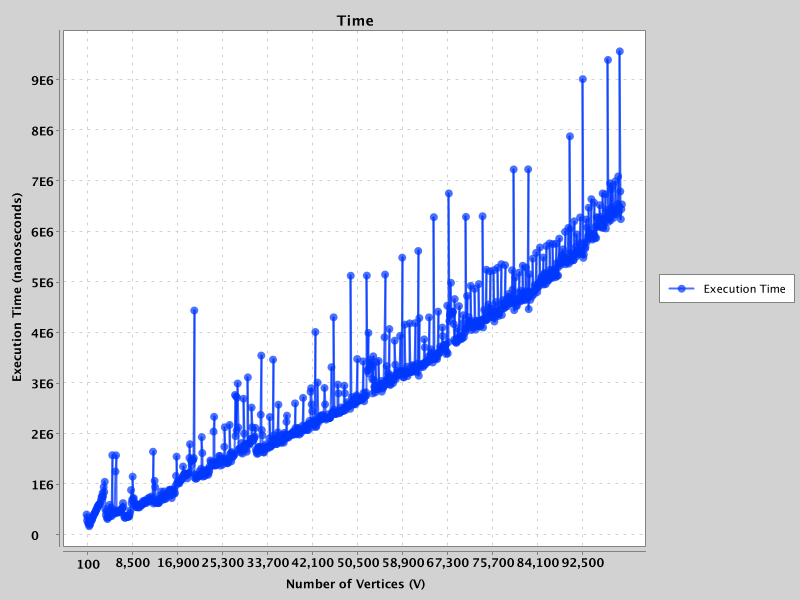 Time
Execution Time (nanoseconds)
9E6
8E6
7E6
6E6
5E6
4E6
3E6
2E6
1E6
0
100 8,500 16,900 25,300 33,700 42,100 50,500 58,900 67,300 75,700 84,100 92,500
Number of Vertices (V)
Execution Time